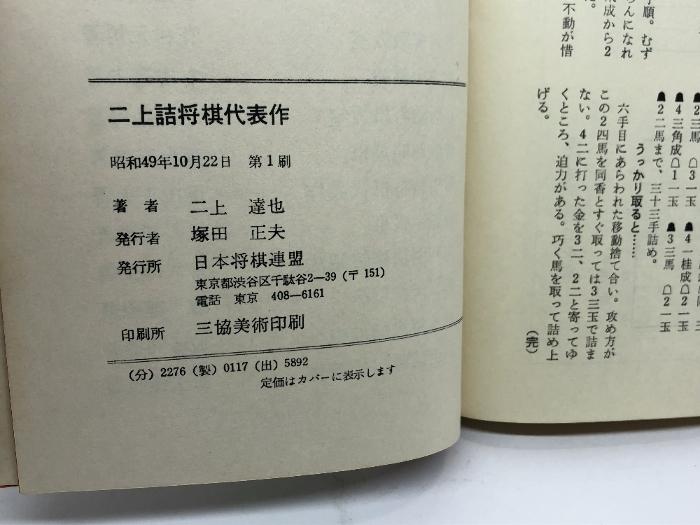 二上詰将棋代表作
昭和49年10月22日 第1刷
著者 二上達也
発行者 塚田正夫
発行所 日本将棋連盟
東京都渋谷区千駄谷2―39(〒151)
電話 東京 408―6161
印刷所 三協美術印刷
(分)2276(製)0117(出)5892
定価はカバーに表示します
手順。むず
ちんになれ
成から2
不動が惜
☗2三馬 ☖3一玉
☗4三角成☖1一玉 ☗4一桂成☖2一玉
☗2二馬まで、三十三手詰め。 ☗3三馬 ☖2一玉
うっかり取ると……
六手目にあらわれた移動捨て合い。攻め方が
この2四馬を同香とすぐ取っては3三玉で詰ま
ない。4二に打った金を3二、2二と寄ってゆ
くところ、迫力がある。巧く馬を取って詰め上
げる。
(完)